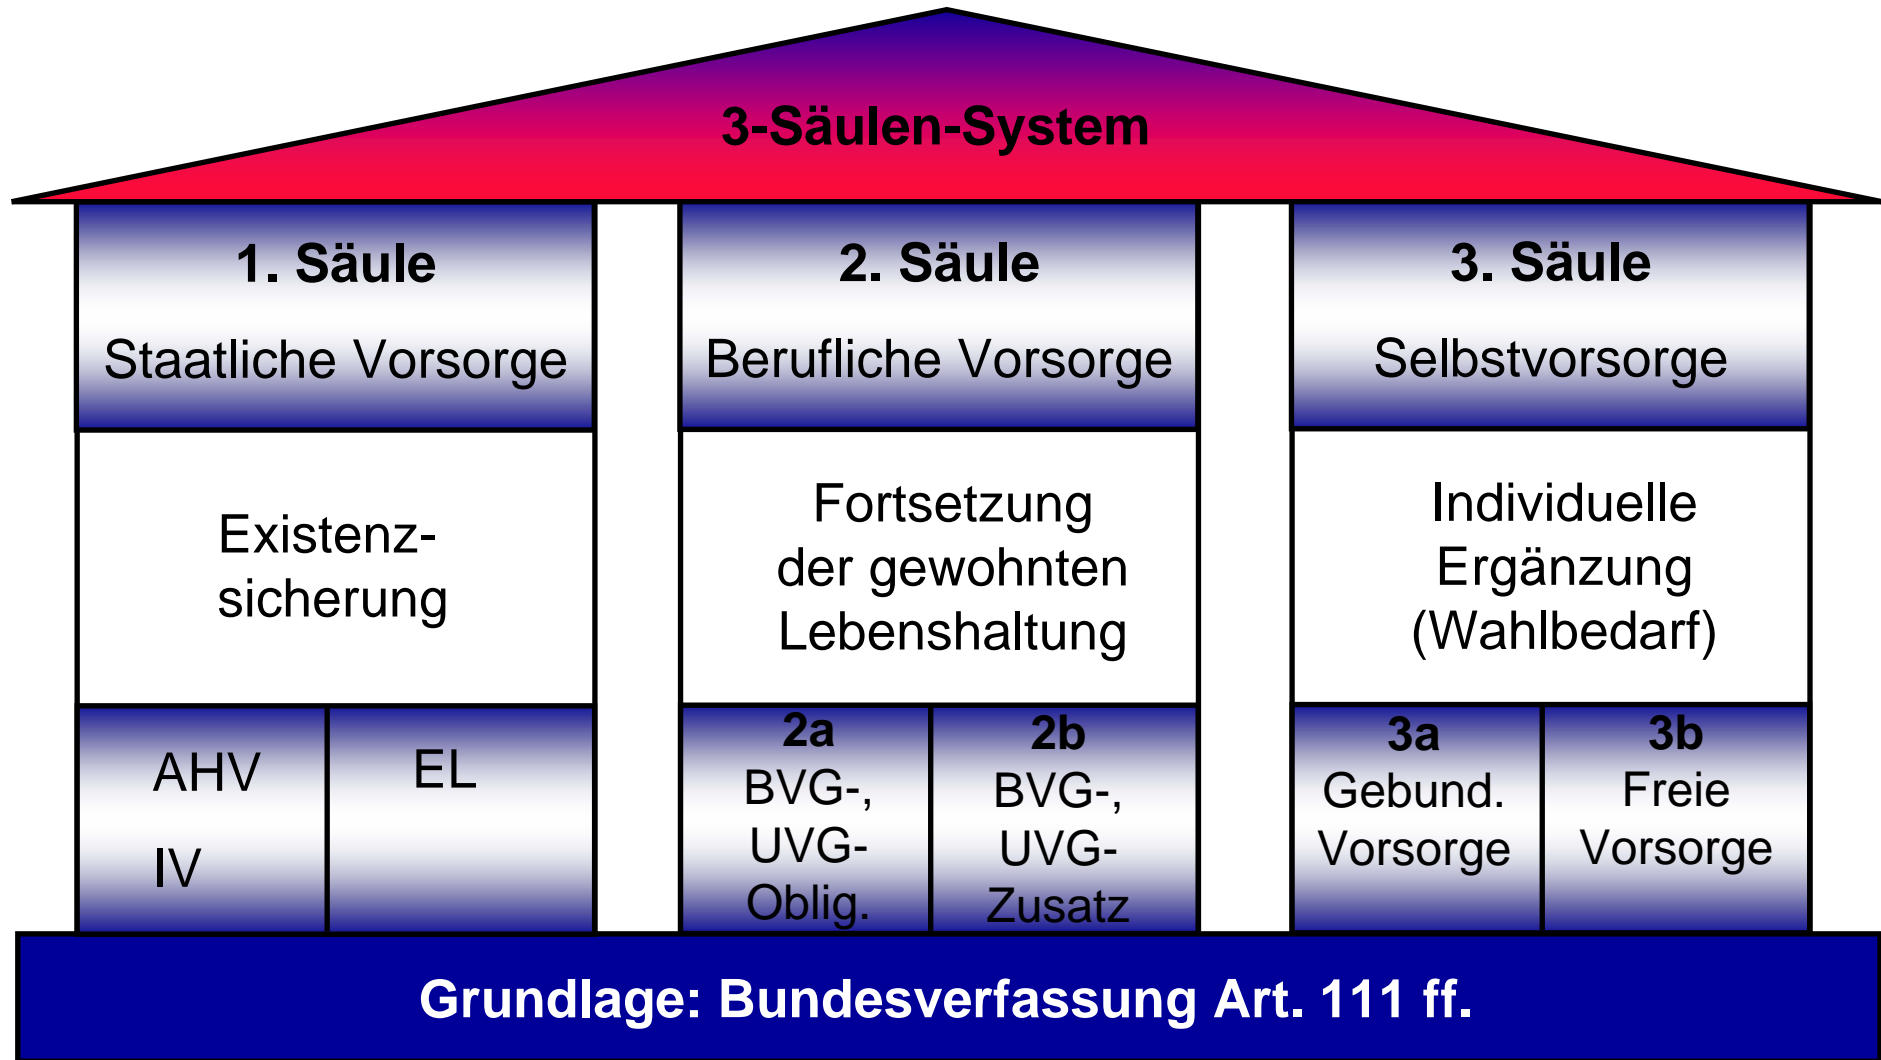 3-Säulen-System
1. Säule
Staatliche Vorsorge
Existenz-
sicherung
AHV
IV
EL
2. Säule
Berufliche Vorsorge
Fortsetzung
der gewohnten
Lebenshaltung
2a
BVG-,
UVG-
Oblig.
2b
BVG-,
UVG-
Zusatz
3. Säule
Selbstvorsorge
Individuelle
Ergänzung
(Wahlbedarf)
3a
Gebund.
Vorsorge
3b
Freie
Vorsorge
Grundlage: Bundesverfassung Art. 111 ff.